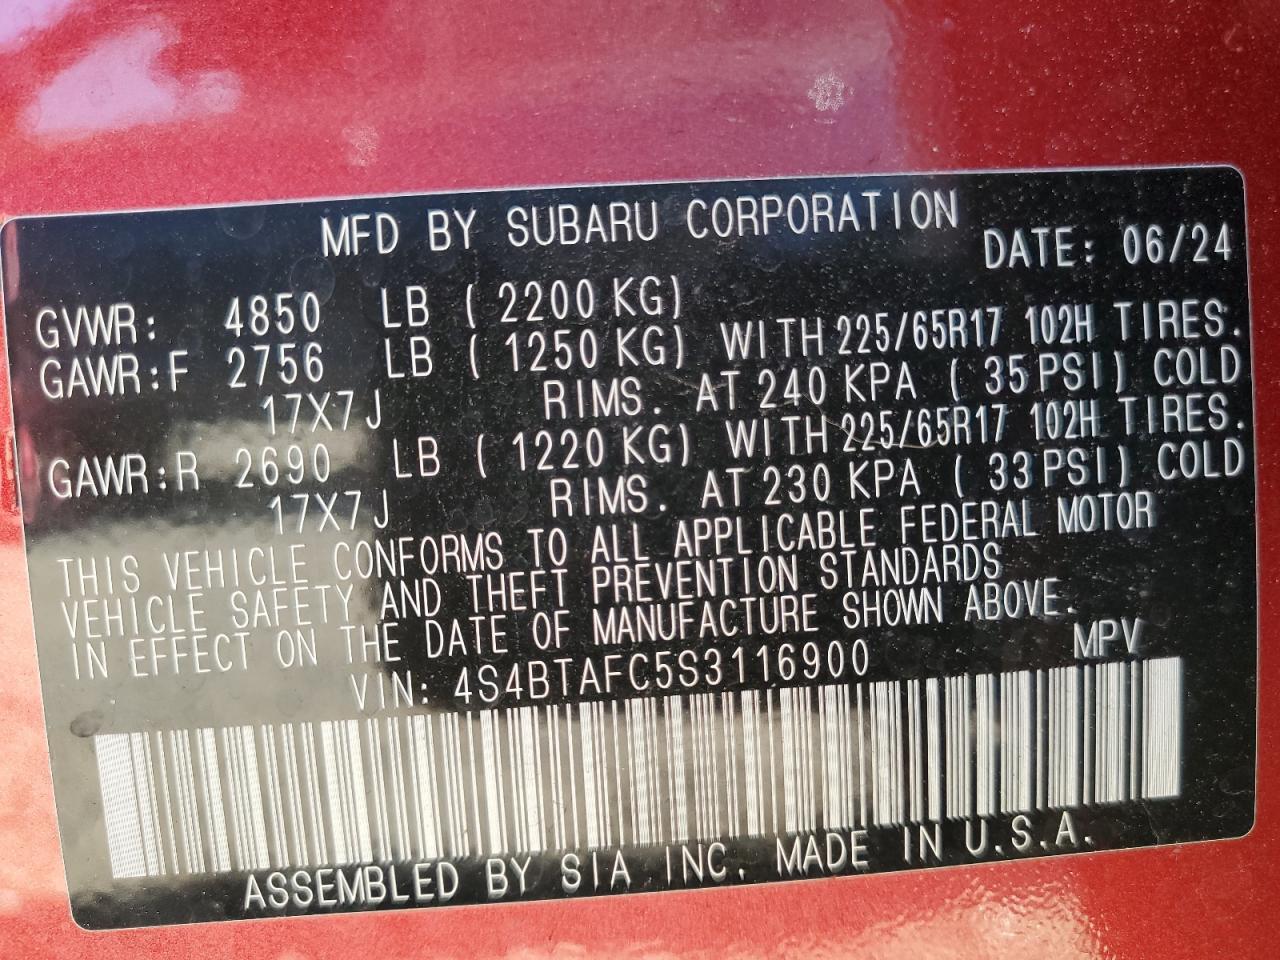 MFD BY SUBARU CORPORATION
DATE: 06/24
GVWR: 4850 LB ( 2200 KG)
GAWR:F 2756 LB ( 1250 KG) WITH 225/65R17 102H TIRES.
17X7J RIMS. AT 240 KPA ( 35 PSI) COLD
GAWR:R 2690 LB ( 1220 KG) WITH 225/65R17 102H TIRES.
17X7J RIMS. AT 230 KPA ( 33 PSI) COLD
THIS VEHICLE CONFORMS TO ALL APPLICABLE FEDERAL MOTOR
VEHICLE SAFETY AND THEFT PREVENTION STANDARDS
IN EFFECT ON THE DATE OF MANUFACTURE SHOWN ABOVE.
VIN: 4S4BTAFC5S3116900 MPV
ASSEMBLED BY SIA INC. MADE IN U.S.A.